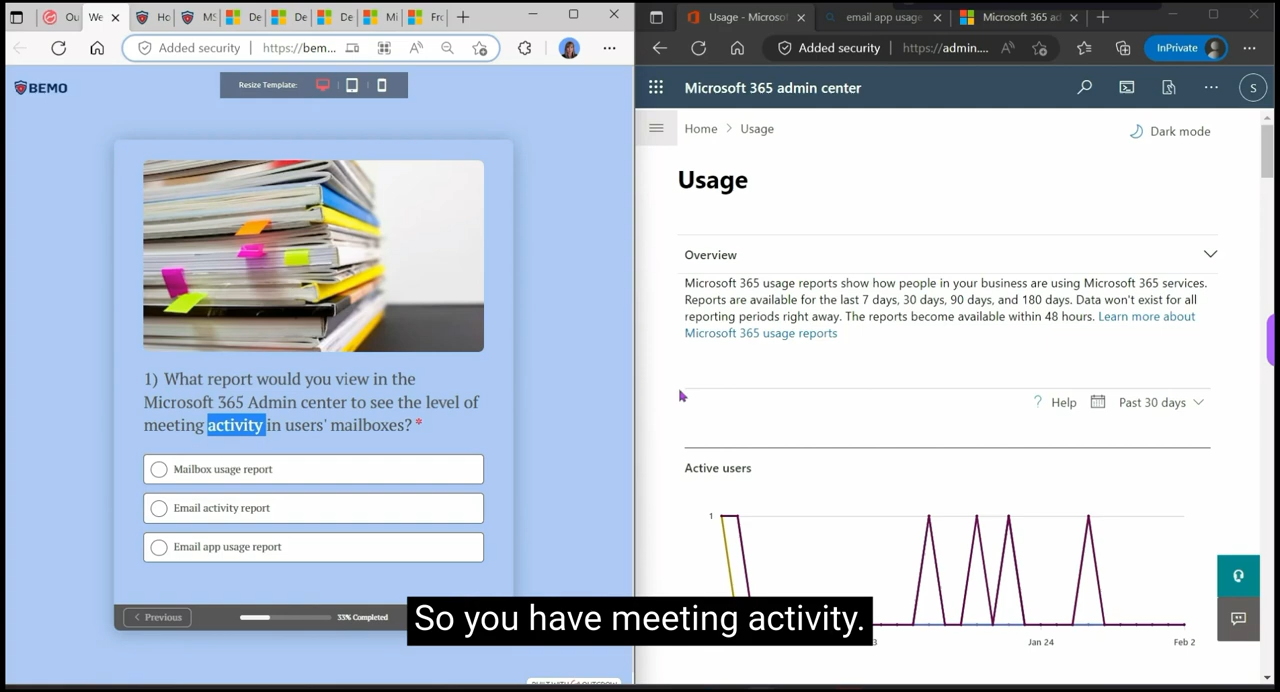 Ou
We
Ho
MS
De
De
De
Mi
Fro
Usage - Microsof
email app usage
Microsoft 365 ad
Added security
https://bem...
Added security
https://admin....
InPrivate
BEMO
Resize Template:
Microsoft 365 admin center
S
Home > Usage
Dark mode
Usage
Overview
Microsoft 365 usage reports show how people in your business are using Microsoft 365 services.
Reports are available for the last 7 days, 30 days, 90 days, and 180 days. Data won't exist for all
reporting periods right away. The reports become available within 48 hours. Learn more about
Microsoft 365 usage reports
? Help
Past 30 days
Active users
1
Jan 24
Feb 2
1) What report would you view in the
Microsoft 365 Admin center to see the level of
meeting activity in users' mailboxes? *
Mailbox usage report
Email activity report
Email app usage report
< Previous
33% Completed
So you have meeting activity.